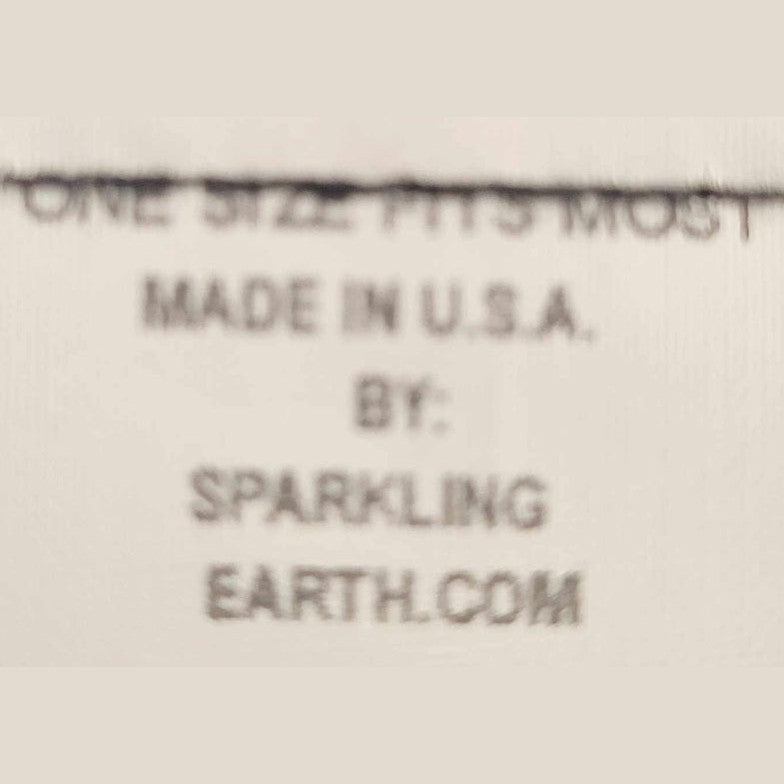 ONE SIZE FITS MOST
MADE IN U.S.A.
BY:
SPARKLING
EARTH.COM